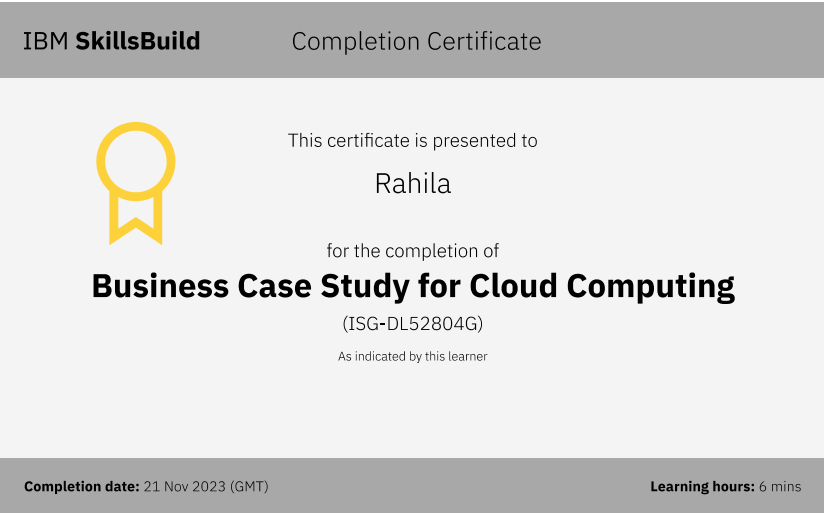 IBM SkillsBuild Completion Certificate
This certificate is presented to
Rahila
for the completion of
Business Case Study for Cloud Computing
(ISG-DL52804G)
As indicated by this learner
Completion date: 21 Nov 2023 (GMT)
Learning hours: 6 mins